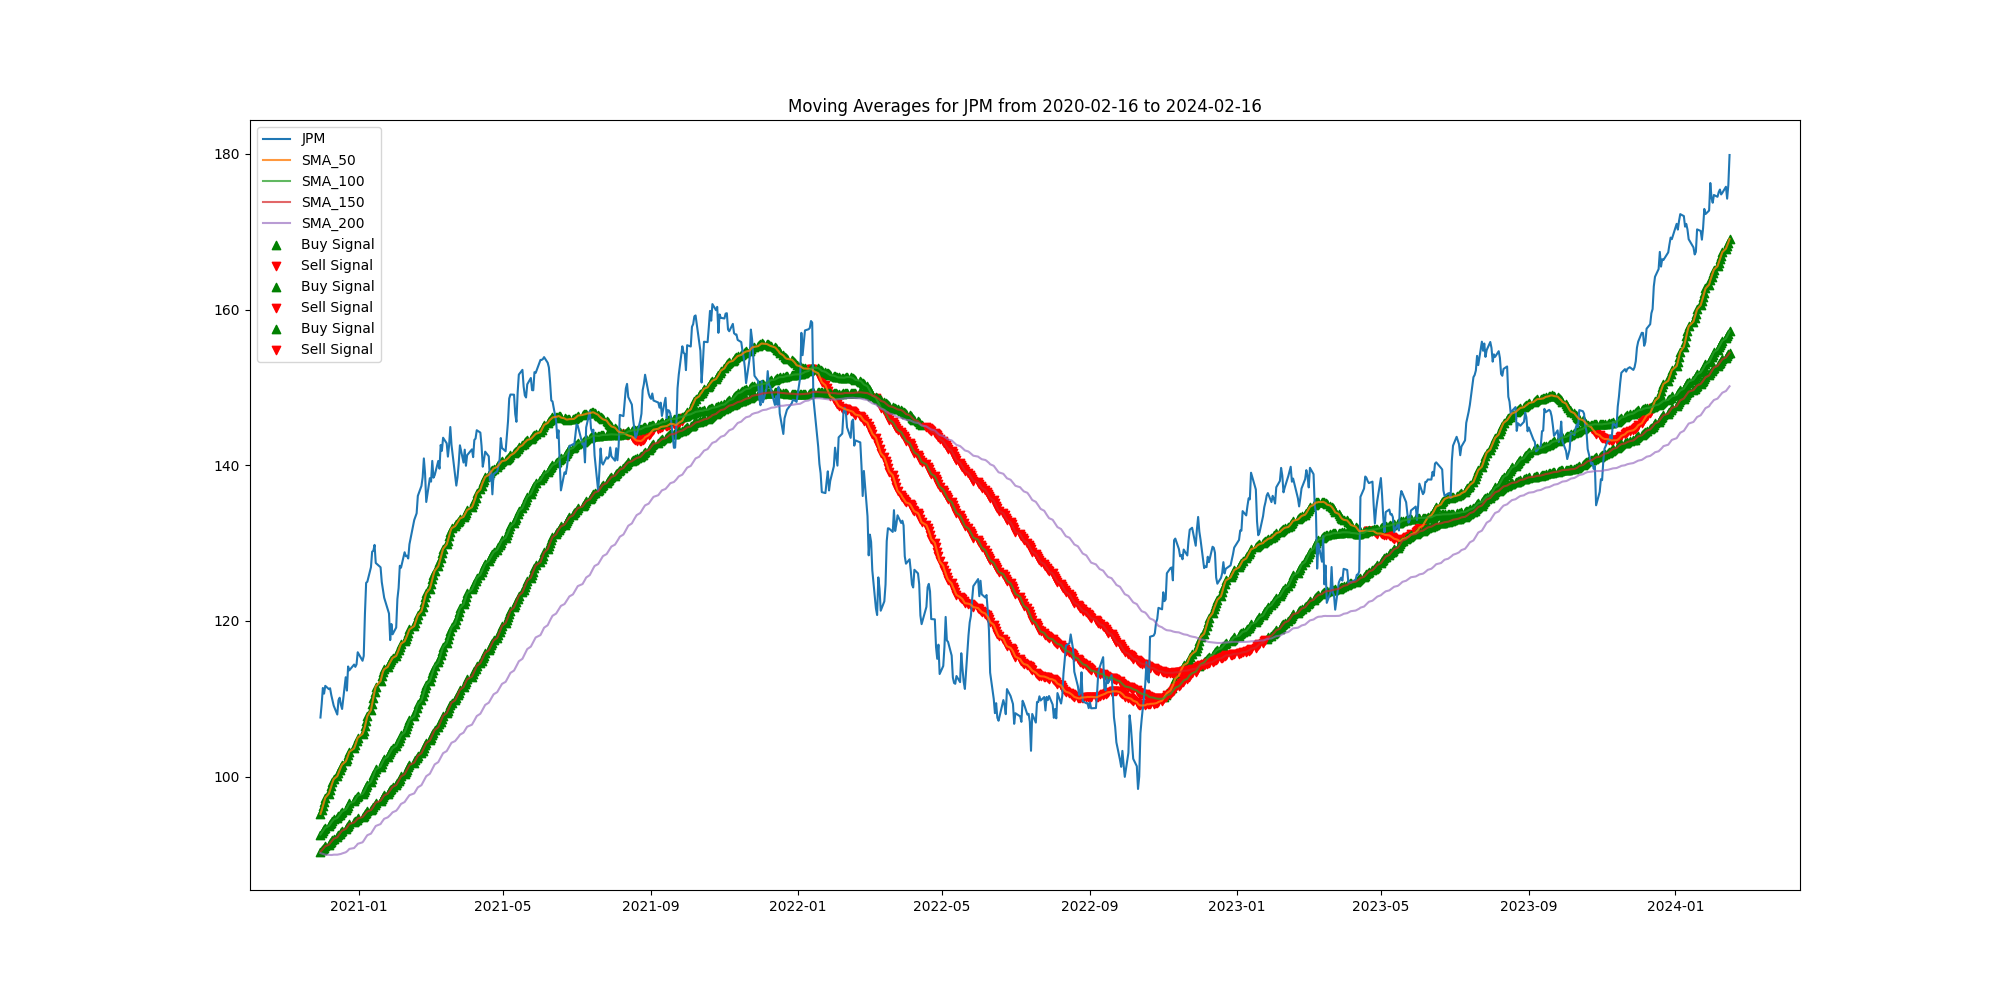 Moving Averages for JPM from 2020-02-16 to 2024-02-16
JPM
SMA_50
SMA_100
SMA_150
SMA_200
Buy Signal
Sell Signal
Buy Signal
Sell Signal
Buy Signal
Sell Signal
180
160
140
120
100
2021-01
2021-05
2021-09
2022-01
2022-05
2022-09
2023-01
2023-05
2023-09
2024-01